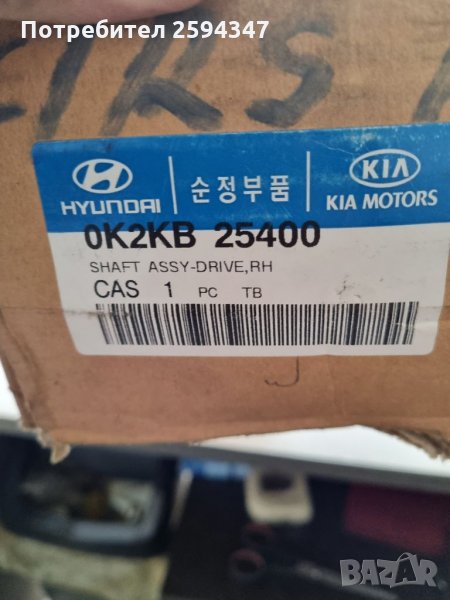 Потребител 2594347
HYUNDAI
순정부품
KIA
KIA MOTORS
0K2KB 25400
SHAFT ASSY-DRIVE,RH
CAS 1 PC TB
BAZAR